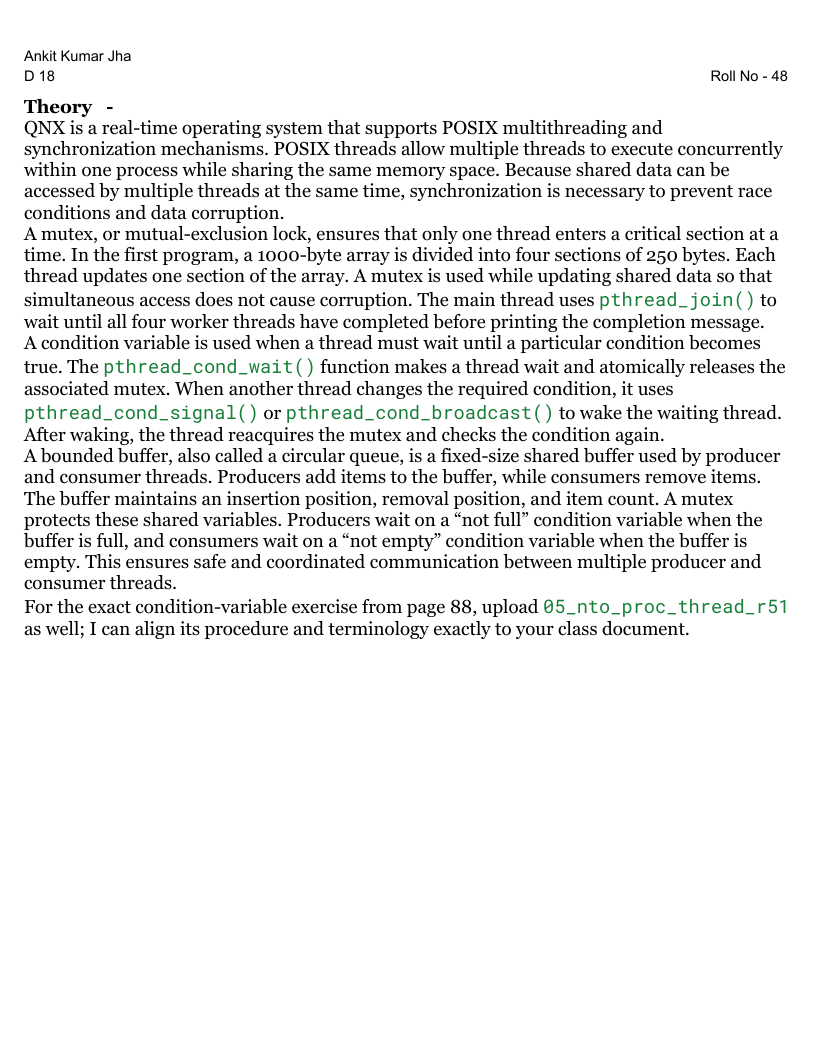 Ankit Kumar Jha
D 18 Roll No - 48
Theory -
QNX is a real-time operating system that supports POSIX multithreading and
synchronization mechanisms. POSIX threads allow multiple threads to execute concurrently
within one process while sharing the same memory space. Because shared data can be
accessed by multiple threads at the same time, synchronization is necessary to prevent race
conditions and data corruption.
A mutex, or mutual-exclusion lock, ensures that only one thread enters a critical section at a
time. In the first program, a 1000-byte array is divided into four sections of 250 bytes. Each
thread updates one section of the array. A mutex is used while updating shared data so that
simultaneous access does not cause corruption. The main thread uses pthread_join() to
wait until all four worker threads have completed before printing the completion message.
A condition variable is used when a thread must wait until a particular condition becomes
true. The pthread_cond_wait() function makes a thread wait and atomically releases the
associated mutex. When another thread changes the required condition, it uses
pthread_cond_signal() or pthread_cond_broadcast() to wake the waiting thread.
After waking, the thread reacquires the mutex and checks the condition again.
A bounded buffer, also called a circular queue, is a fixed-size shared buffer used by producer
and consumer threads. Producers add items to the buffer, while consumers remove items.
The buffer maintains an insertion position, removal position, and item count. A mutex
protects these shared variables. Producers wait on a “not full” condition variable when the
buffer is full, and consumers wait on a “not empty” condition variable when the buffer is
empty. This ensures safe and coordinated communication between multiple producer and
consumer threads.
For the exact condition-variable exercise from page 88, upload 05_nto_proc_thread_r51
as well; I can align its procedure and terminology exactly to your class document.